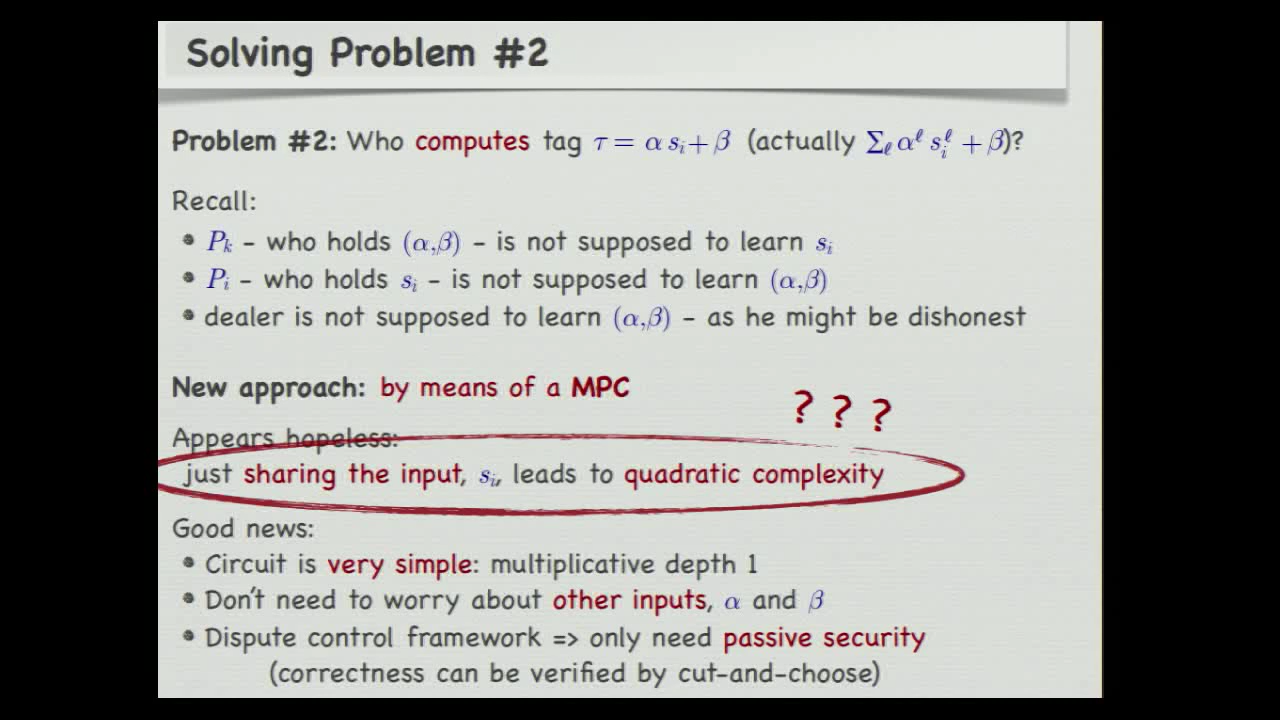 Solving Problem #2
Problem #2: Who computes tag τ = α sᵢ + β (actually Σℓ αˡ sᵢˡ + β)?
Recall:
• Pₖ – who holds (α,β) – is not supposed to learn sᵢ
• Pᵢ – who holds sᵢ – is not supposed to learn (α,β)
• dealer is not supposed to learn (α,β) – as he might be dishonest
New approach: by means of a MPC
? ? ?
Appears hopeless:
just sharing the input, sᵢ, leads to quadratic complexity
Good news:
• Circuit is very simple: multiplicative depth 1
• Don't need to worry about other inputs, α and β
• Dispute control framework => only need passive security
(correctness can be verified by cut-and-choose)